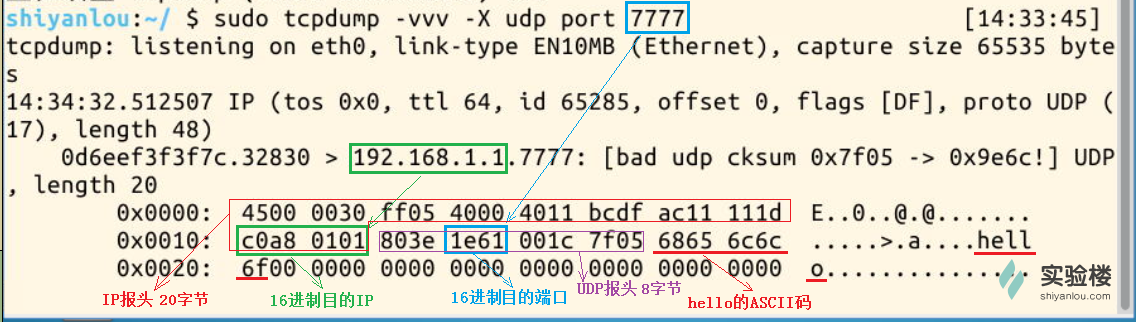 shiyanlou:~/ $ sudo tcpdump -vvv -X udp port 7777 [14:33:45]
tcpdump: listening on eth0, link-type EN10MB (Ethernet), capture size 65535 byte
s
14:34:32.512507 IP (tos 0x0, ttl 64, id 65285, offset 0, flags [DF], proto UDP (
17), length 48)
0d6eef3f3f7c.32830 > 192.168.1.1.7777: [bad udp cksum 0x7f05 -> 0x9e6c!] UDP
, length 20
0x0000: 4500 0030 ff05 4000 4011 bcdf ac11 111d E..0..@.@.......
0x0010: c0a8 0101 803e 1e61 001c 7f05 6865 6c6c .....>.a....hell
0x0020: 6f00 0000 0000 0000 0000 0000 0000 0000 o...............
IP报头 20字节 16进制目的IP 16进制目的端口 UDP报头 8字节 hello的ASCII码
实验楼
shiyanlou.com